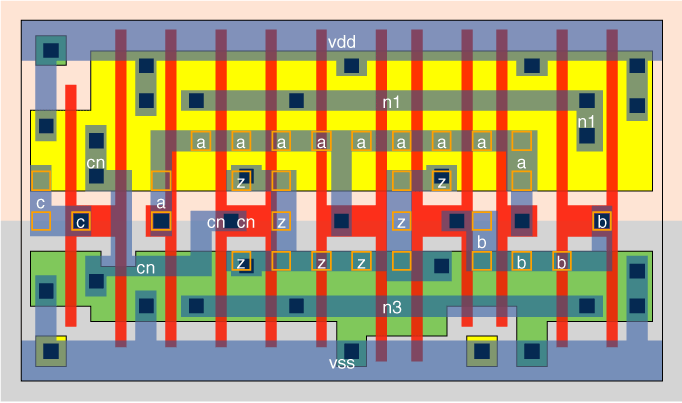 vdd
n1
n1
a a a a a a a a
cn a
z z
c a
c cn cn z z b
b
z z z b b
cn
n3
vss